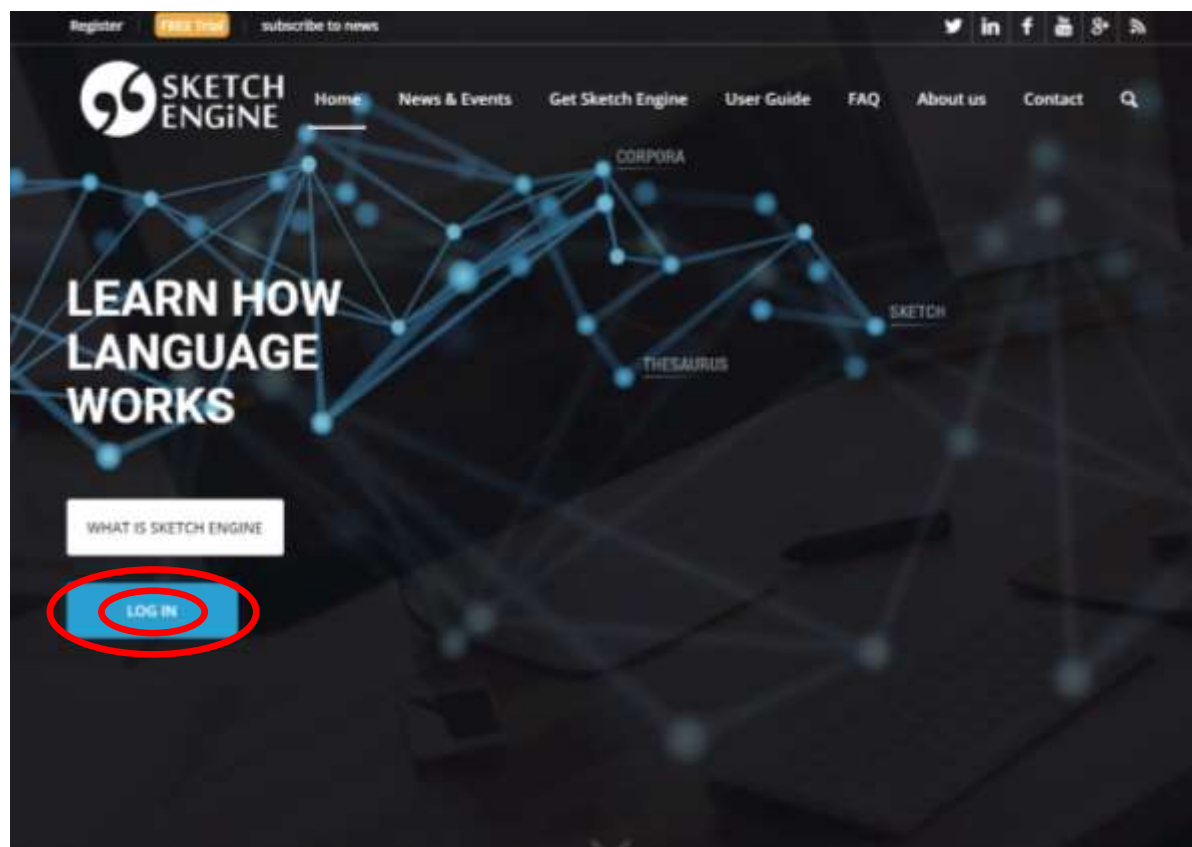 Register
FREE Trial
subscribe to news
SKETCH
ENGiNE
Home
News & Events
Get Sketch Engine
User Guide
FAQ
About us
Contact
CORPORA
SKETCH
THESAURUS
LEARN HOW
LANGUAGE
WORKS
WHAT IS SKETCH ENGINE
LOG IN